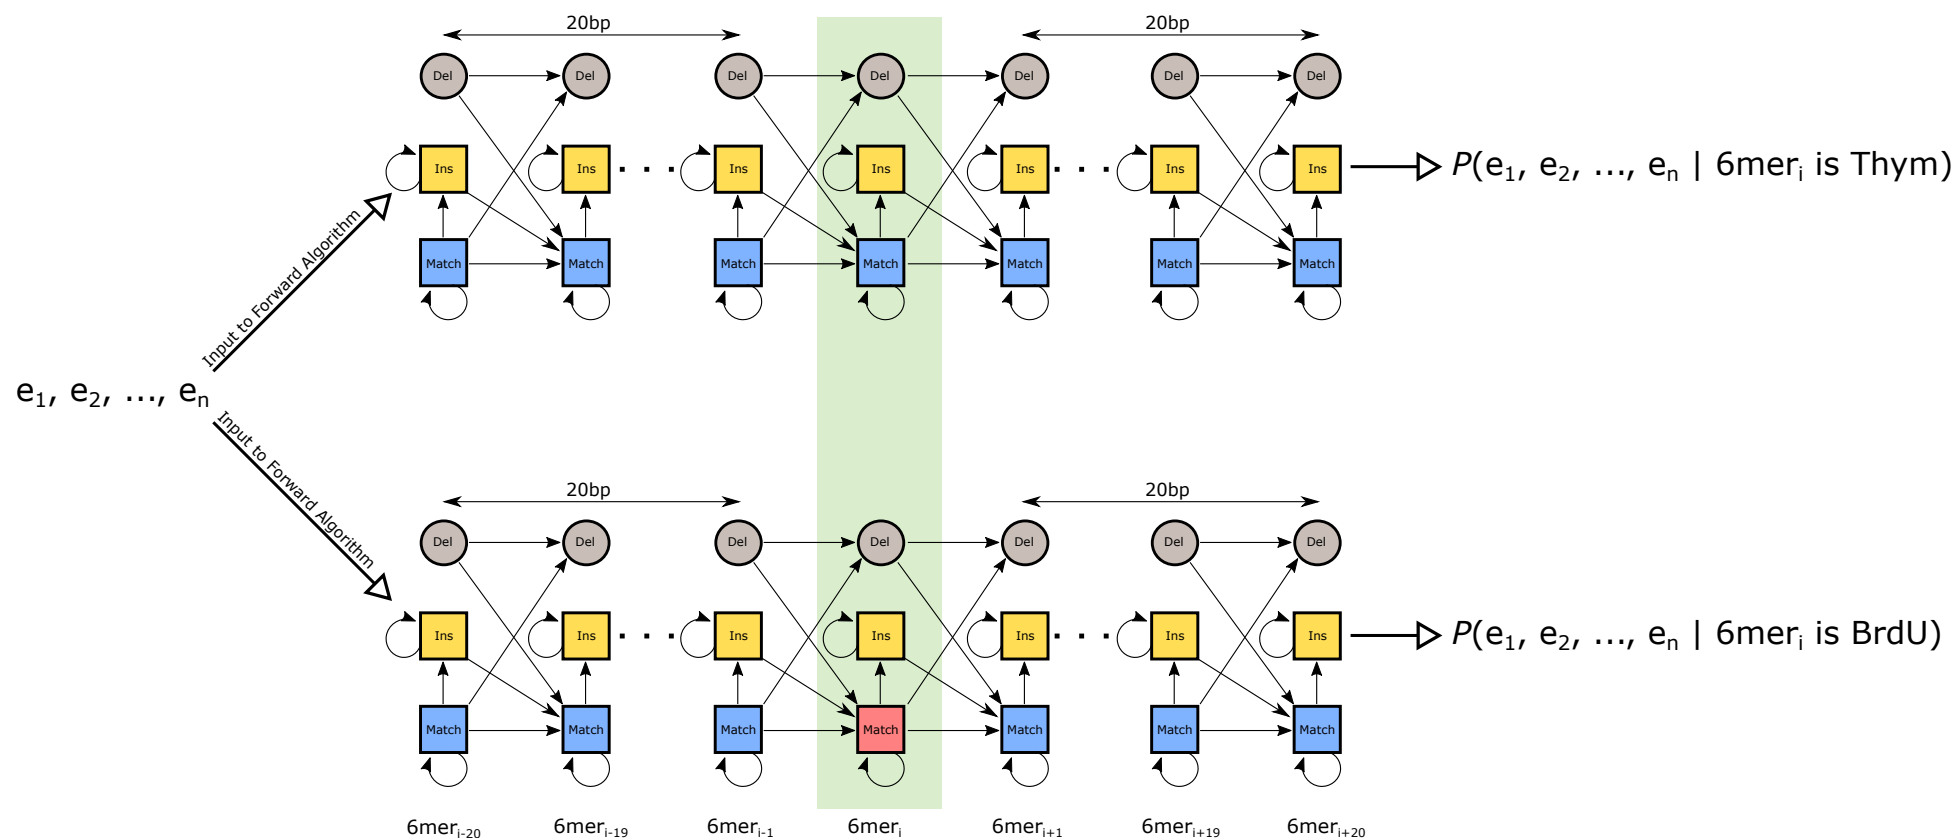 20bp 20bp
Del Del Del Del Del Del Del
Ins Ins . . . Ins Ins Ins . . . Ins Ins
P(e₁, e₂, ..., eₙ | 6merᵢ is Thym)
Match Match Match Match Match Match Match
Input to Forward Algorithm
e₁, e₂, ..., eₙ
Input to Forward Algorithm
20bp 20bp
Del Del Del Del Del Del Del
Ins Ins . . . Ins Ins Ins . . . Ins Ins
P(e₁, e₂, ..., eₙ | 6merᵢ is BrdU)
Match Match Match Match Match Match Match
6merᵢ₋₂₀ 6merᵢ₋₁₉ 6merᵢ₋₁ 6merᵢ 6merᵢ₊₁ 6merᵢ₊₁₉ 6merᵢ₊₂₀